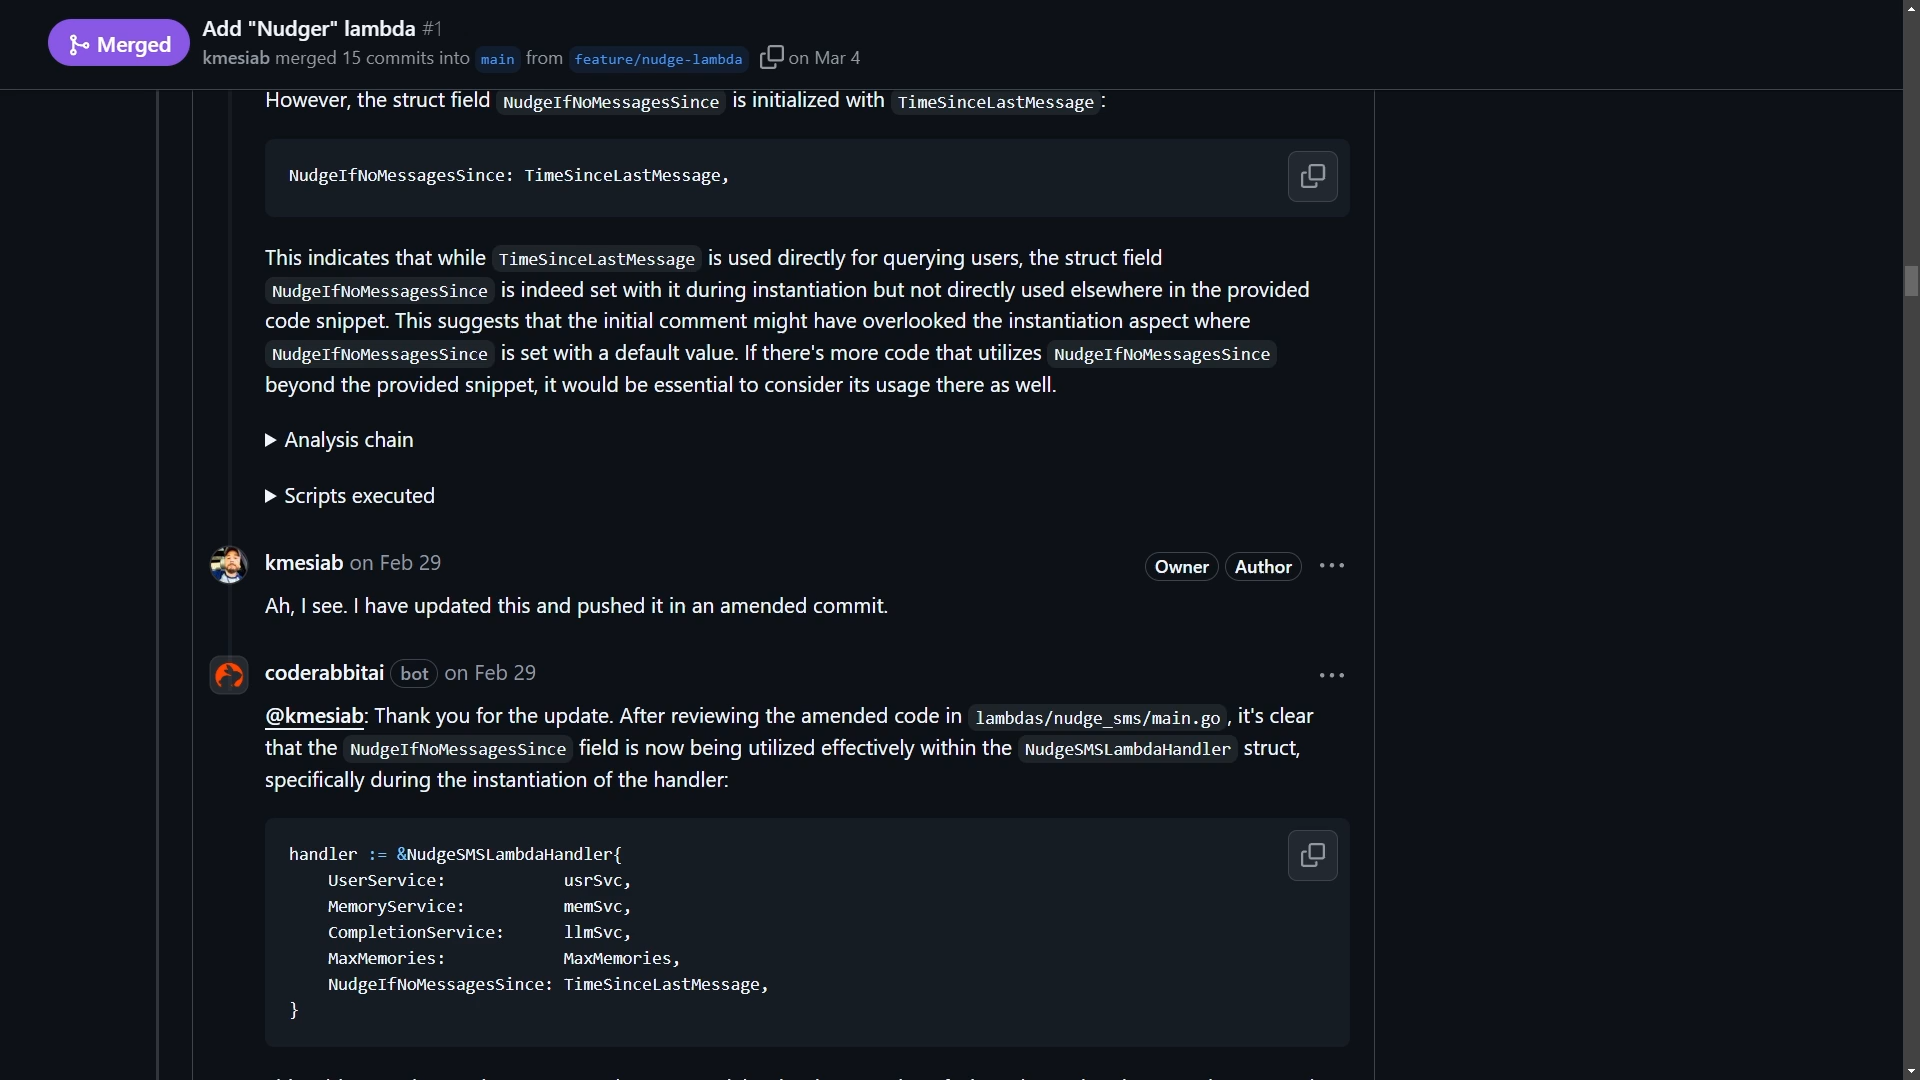 Merged
Add "Nudger" lambda #1
kmesiab merged 15 commits into main from feature/nudge-lambda on Mar 4
However, the struct field NudgeIfNoMessagesSince is initialized with TimeSinceLastMessage:
NudgeIfNoMessagesSince: TimeSinceLastMessage,
This indicates that while TimeSinceLastMessage is used directly for querying users, the struct field
NudgeIfNoMessagesSince is indeed set with it during instantiation but not directly used elsewhere in the provided
code snippet. This suggests that the initial comment might have overlooked the instantiation aspect where
NudgeIfNoMessagesSince is set with a default value. If there's more code that utilizes NudgeIfNoMessagesSince
beyond the provided snippet, it would be essential to consider its usage there as well.
Analysis chain
Scripts executed
kmesiab on Feb 29 Owner Author
Ah, I see. I have updated this and pushed it in an amended commit.
coderabbitai bot on Feb 29
@kmesiab: Thank you for the update. After reviewing the amended code in lambdas/nudge_sms/main.go, it's clear
that the NudgeIfNoMessagesSince field is now being utilized effectively within the NudgeSMSLambdaHandler struct,
specifically during the instantiation of the handler:
handler := &NudgeSMSLambdaHandler{
UserService: usrSvc,
MemoryService: memSvc,
CompletionService: llmSvc,
MaxMemories: MaxMemories,
NudgeIfNoMessagesSince: TimeSinceLastMessage,
}